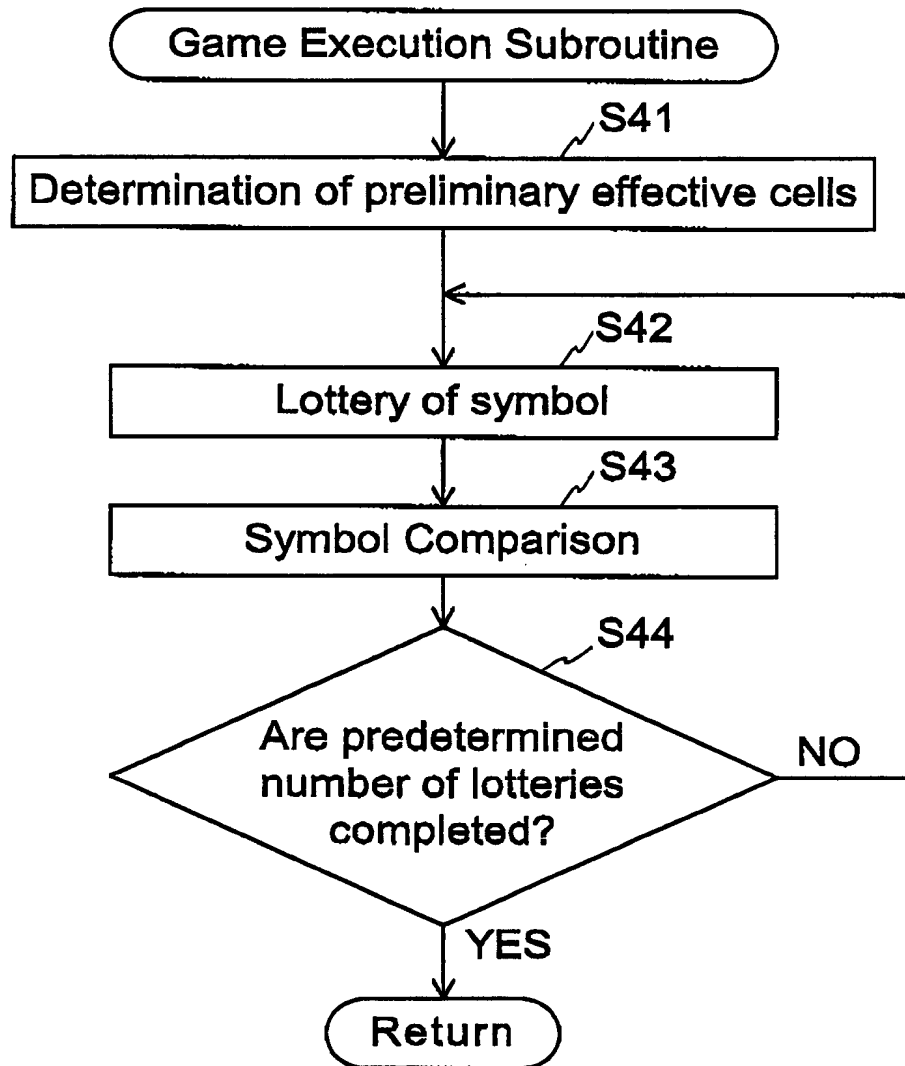 Game Execution Subroutine
S41
Determination of preliminary effective cells
S42
Lottery of symbol
S43
Symbol Comparison
S44
Are predetermined
number of lotteries
completed?
NO
YES
Return